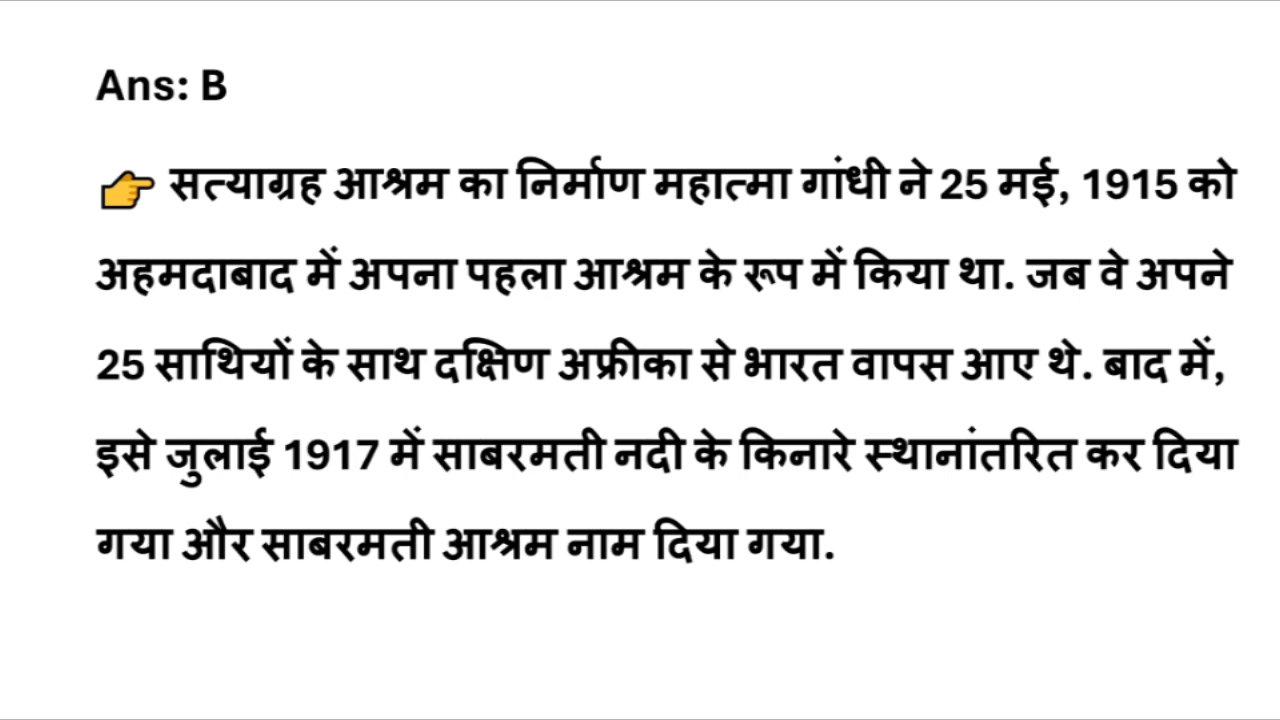 Ans: B
👉 सत्याग्रह आश्रम का निर्माण महात्मा गांधी ने 25 मई, 1915 को
अहमदाबाद में अपना पहला आश्रम के रूप में किया था. जब वे अपने
25 साथियों के साथ दक्षिण अफ्रीका से भारत वापस आए थे. बाद में,
इसे जुलाई 1917 में साबरमती नदी के किनारे स्थानांतरित कर दिया
गया और साबरमती आश्रम नाम दिया गया.